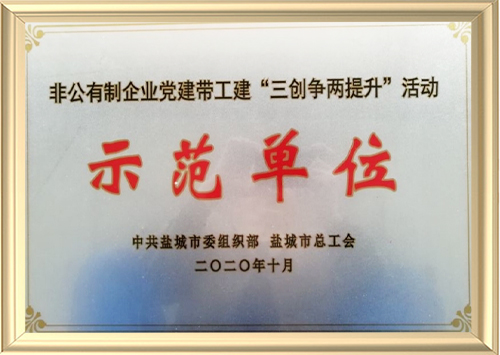 非公有制企业党建带工建“三创争两提升”活动
示范单位
中共盐城市委组织部 盐城市总工会
二〇二〇年十月